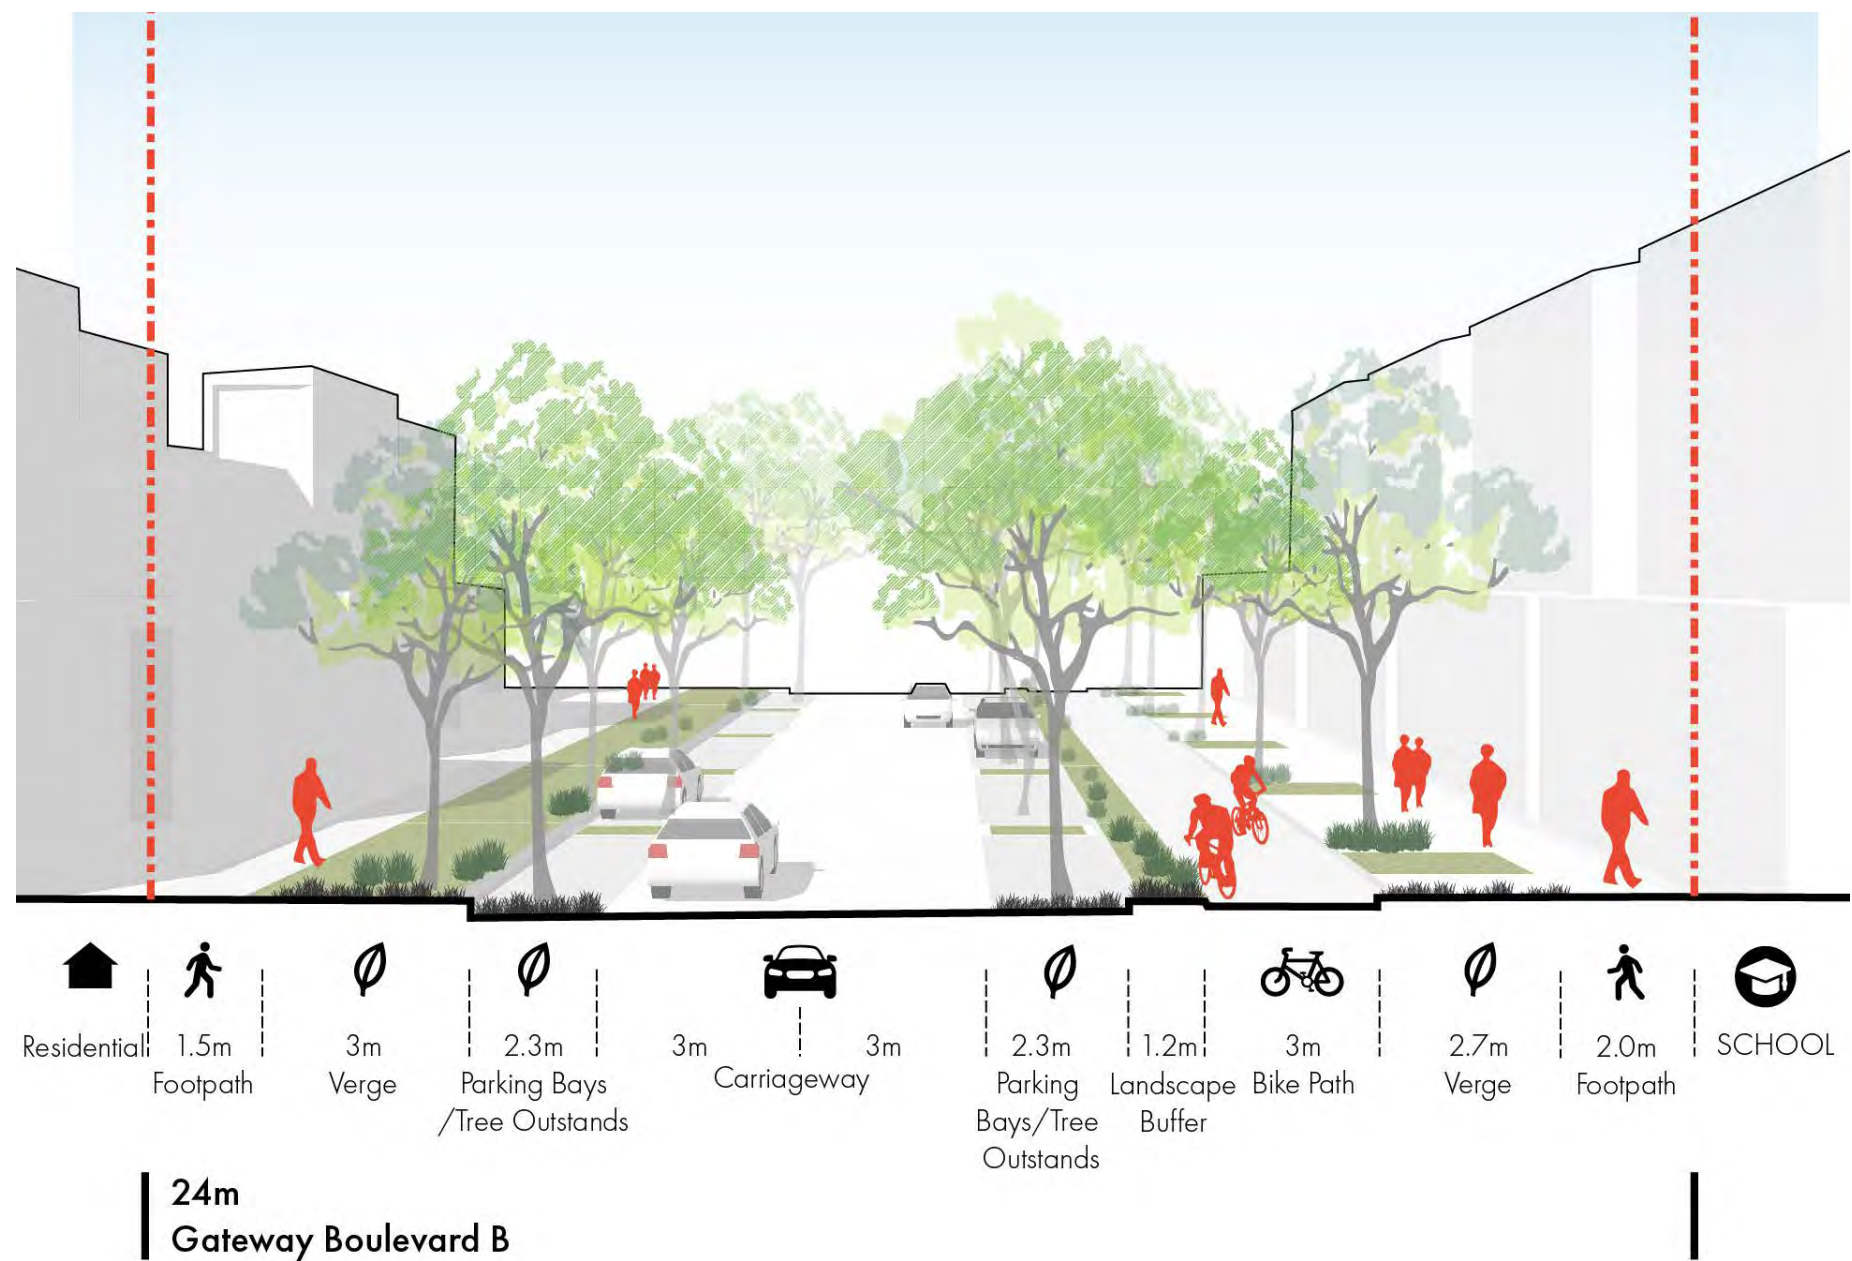 Residential
1.5m
3m
2.3m
3m
3m
2.3m
1.2m
3m
2.7m
2.0m
SCHOOL
Footpath
Verge
Parking Bays
/Tree Outstands
Carriageway
Parking
Bays/Tree
Outstands
Landscape
Buffer
Bike Path
Verge
Footpath
24m
Gateway Boulevard B